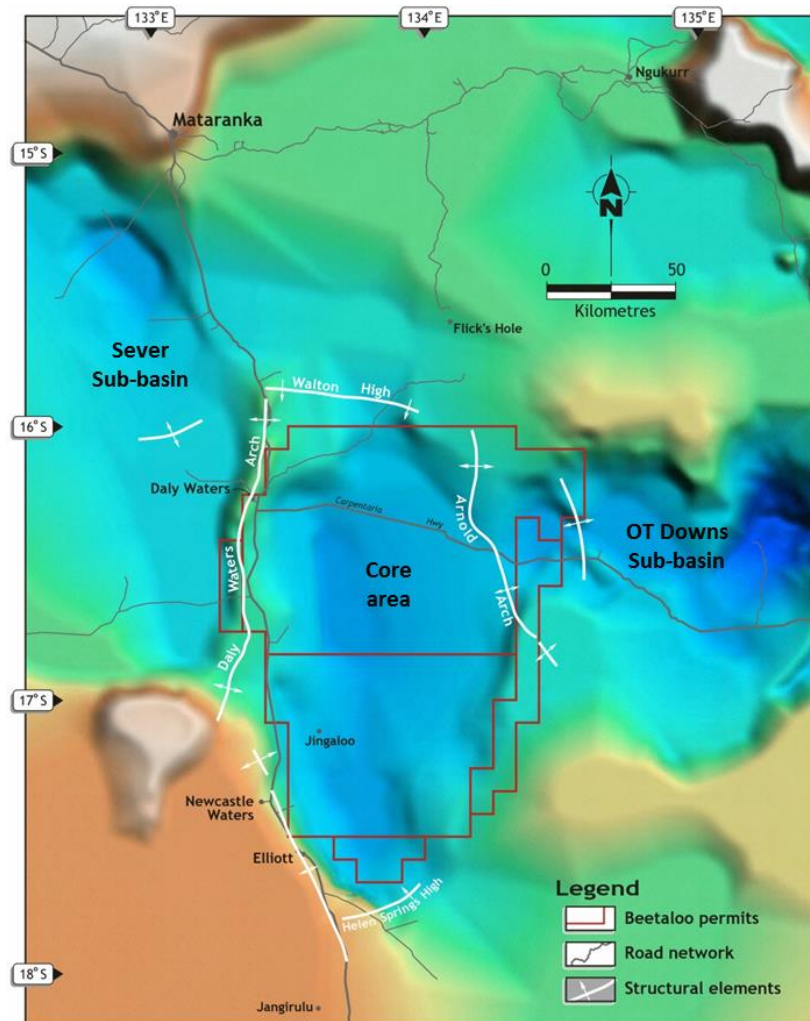 133°E
134°E
135°E
Ngukurr
Mataranka
15°S
N
0
50
Kilometres
Flick's Hole
Sever
Sub-basin
Walton High
16°S
Arch
Daly Waters
Carpentaria Hwy
Arnold
OT Downs
Sub-basin
Waters
Core
area
Arch
Daly
17°S
Jingaloo
Newcastle
Waters
Elliott
Helen Springs High
Legend
Beetaloo permits
Road network
Structural elements
18°S
Jangirulu